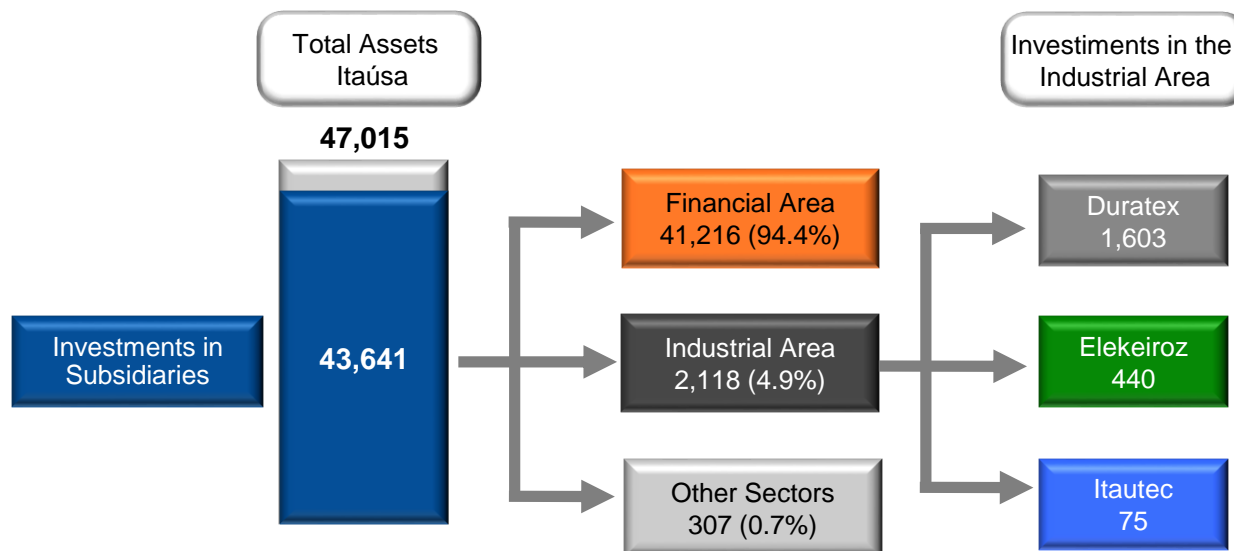 Total Assets
Itaúsa
Investiments in the
Industrial Area
47,015
Financial Area
41,216 (94.4%)
Duratex
1,603
Investments in
Subsidiaries
43,641
Industrial Area
2,118 (4.9%)
Elekeiroz
440
Other Sectors
307 (0.7%)
Itautec
75